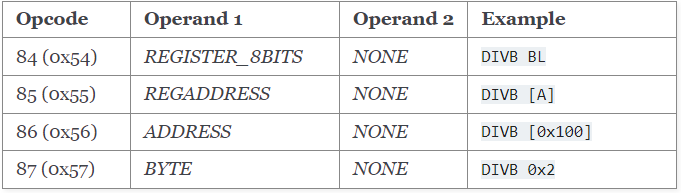 Opcode Operand 1 Operand 2 Example
84 (0x54) REGISTER_8BITS NONE DIVB BL
85 (0x55) REGADDRESS NONE DIVB [A]
86 (0x56) ADDRESS NONE DIVB [0x100]
87 (0x57) BYTE NONE DIVB 0x2